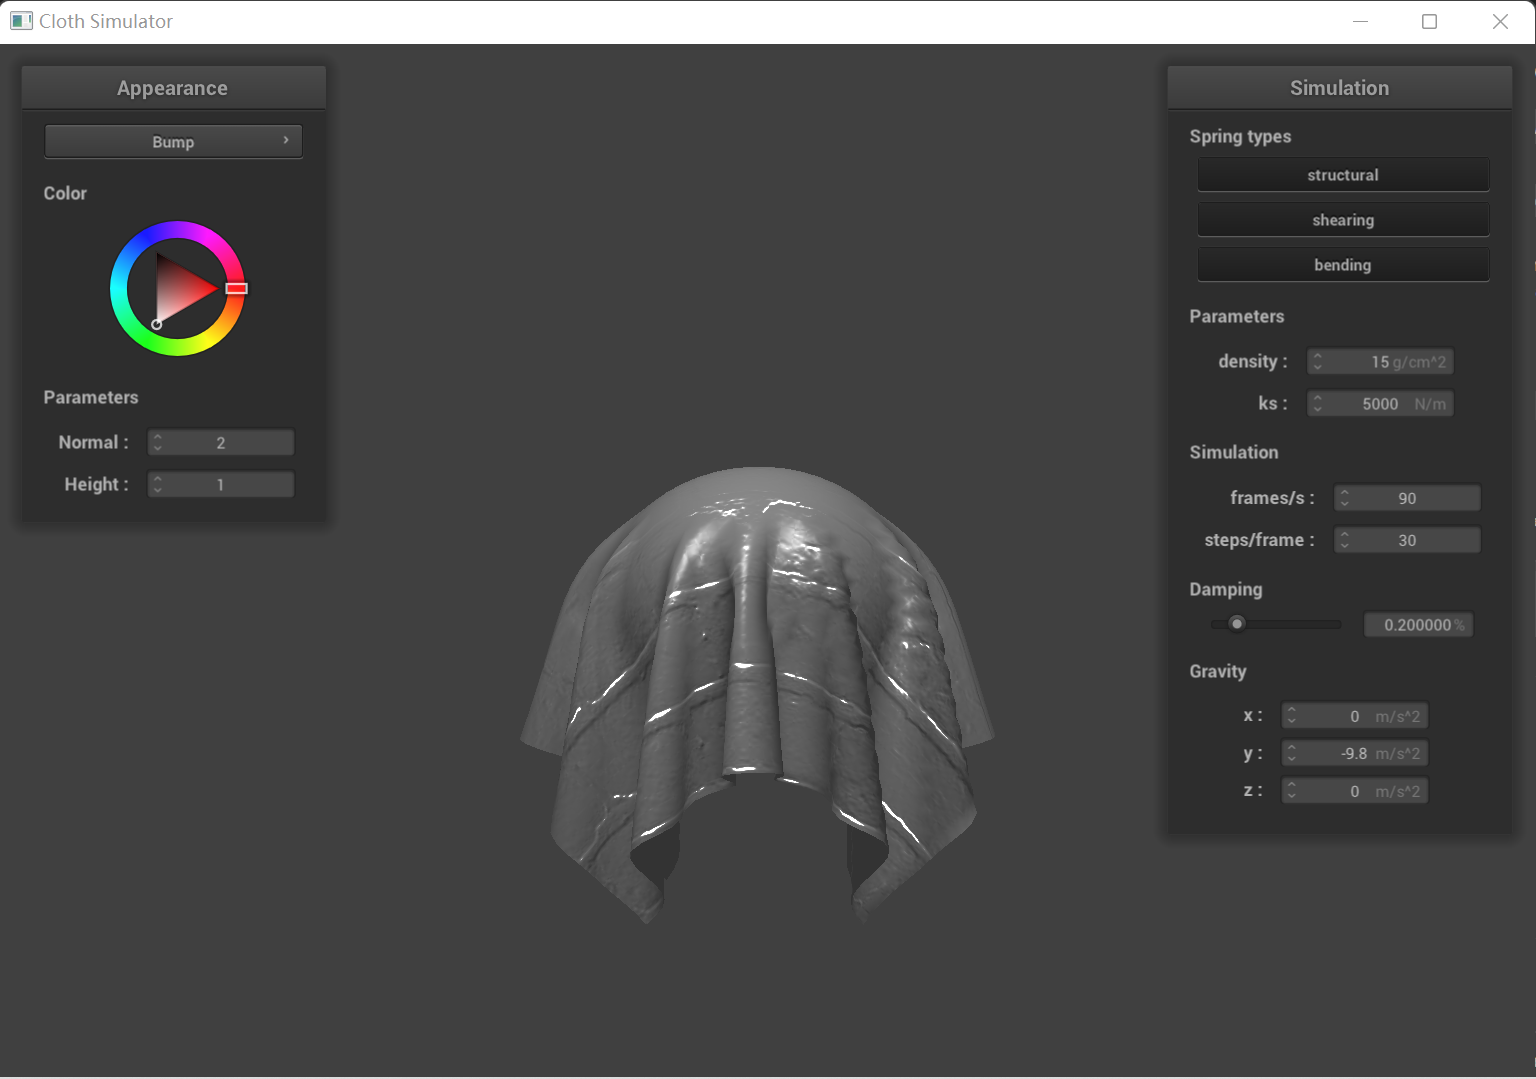 Cloth Simulator
Appearance
Bump
Color
Parameters
Normal : 2
Height : 1
Simulation
Spring types
structural
shearing
bending
Parameters
density : 15 g/cm^2
ks : 5000 N/m
Simulation
frames/s : 90
steps/frame : 30
Damping
0.200000 %
Gravity
x : 0 m/s^2
y : -9.8 m/s^2
z : 0 m/s^2